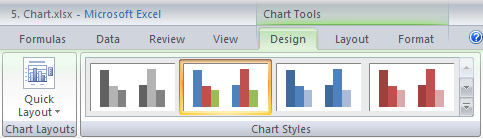 5. Chart.xlsx - Microsoft Excel
Chart Tools
Formulas Data Review View Design Layout Format
Quick
Layout
Chart Layouts
Chart Styles